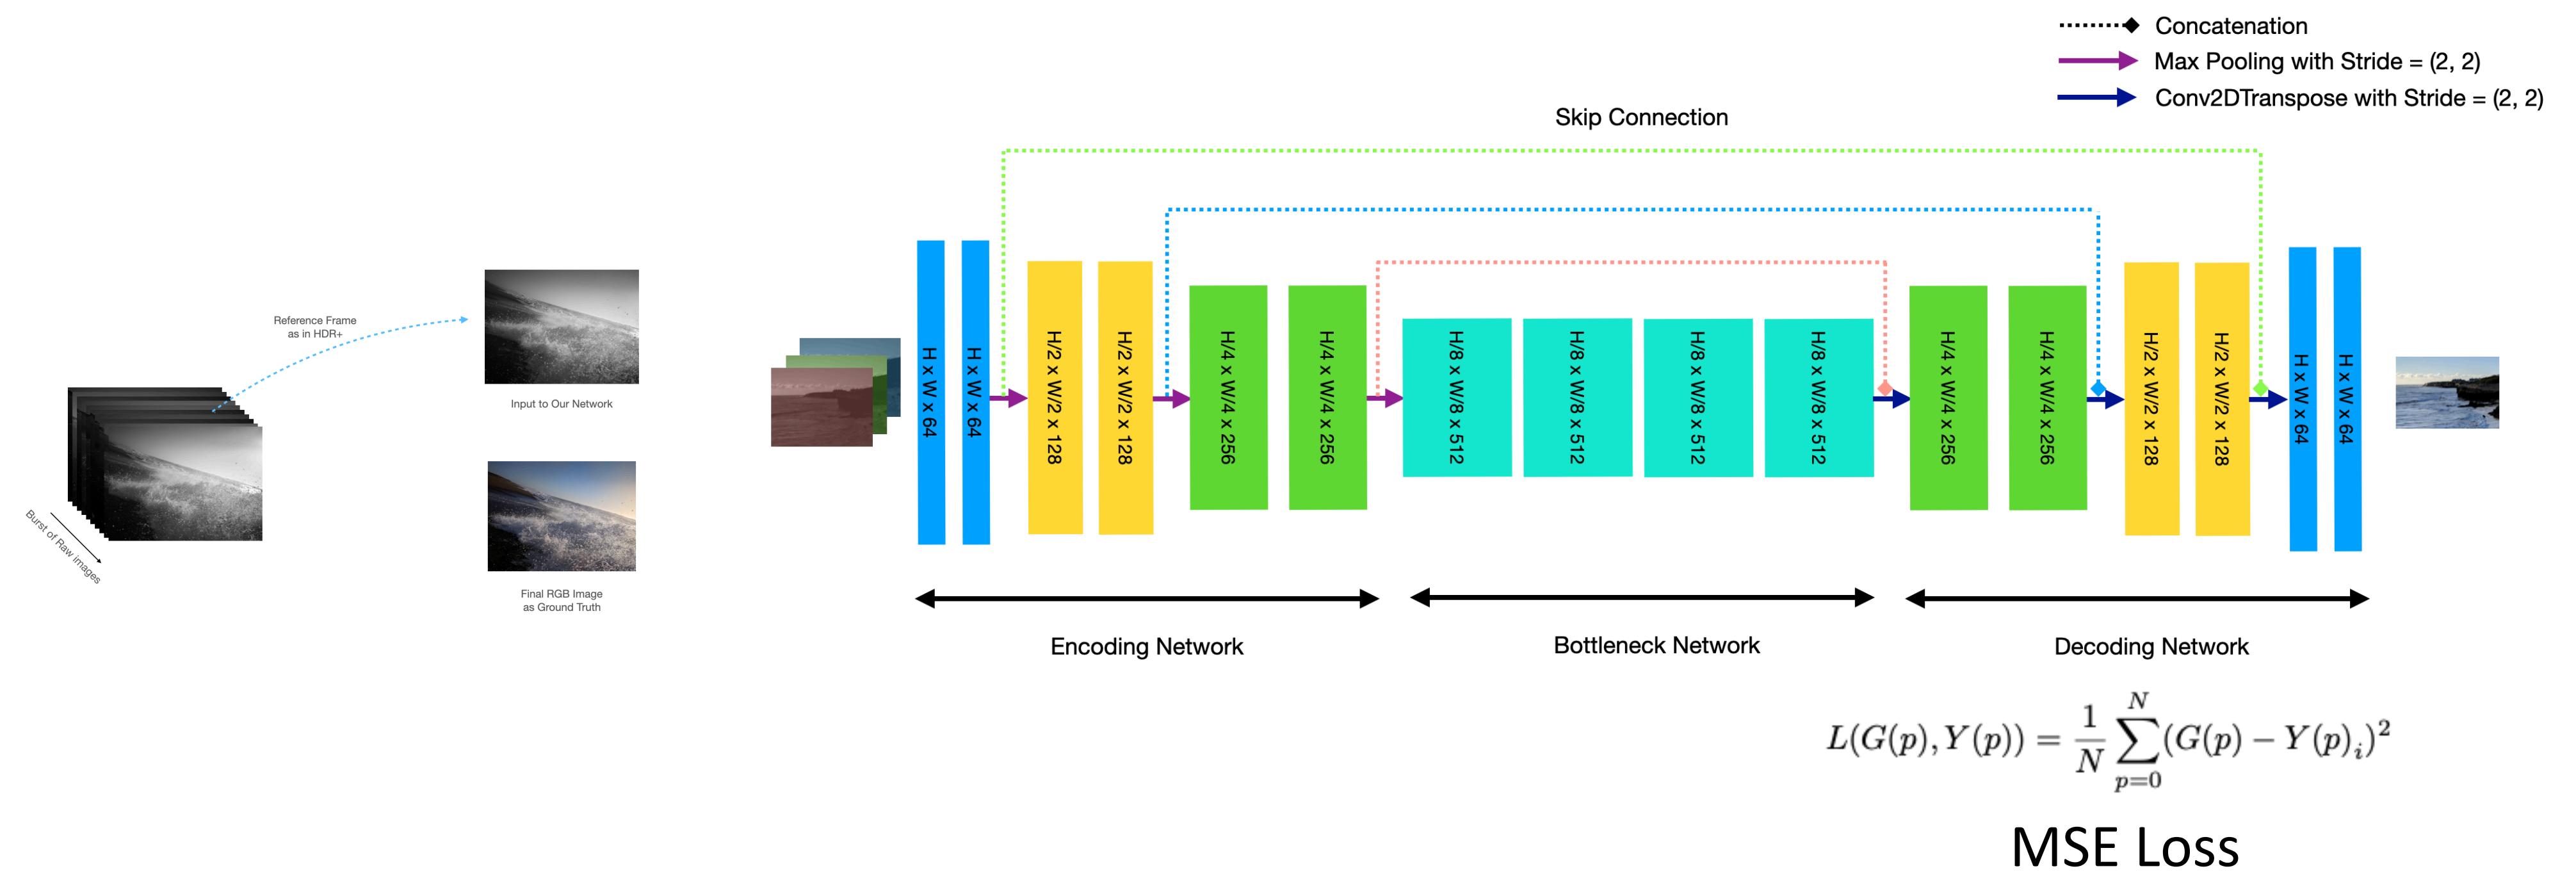 Concatenation
Max Pooling with Stride = (2, 2)
Conv2DTranspose with Stride = (2, 2)
Skip Connection
Reference Frame
as in HDR+
Input to Our Network
Burst of Raw images
Final RGB Image
as Ground Truth
H x W x 64
H x W x 64
H/2 x W/2 x 128
H/2 x W/2 x 128
H/4 x W/4 x 256
H/4 x W/4 x 256
H/8 x W/8 x 512
H/8 x W/8 x 512
H/8 x W/8 x 512
H/8 x W/8 x 512
H/4 x W/4 x 256
H/4 x W/4 x 256
H/2 x W/2 x 128
H/2 x W/2 x 128
H x W x 64
H x W x 64
Encoding Network
Bottleneck Network
Decoding Network
L(G(p), Y(p)) = \frac{1}{N} \sum_{p=0}^{N} (G(p) − Y(p)_i)^2
MSE Loss